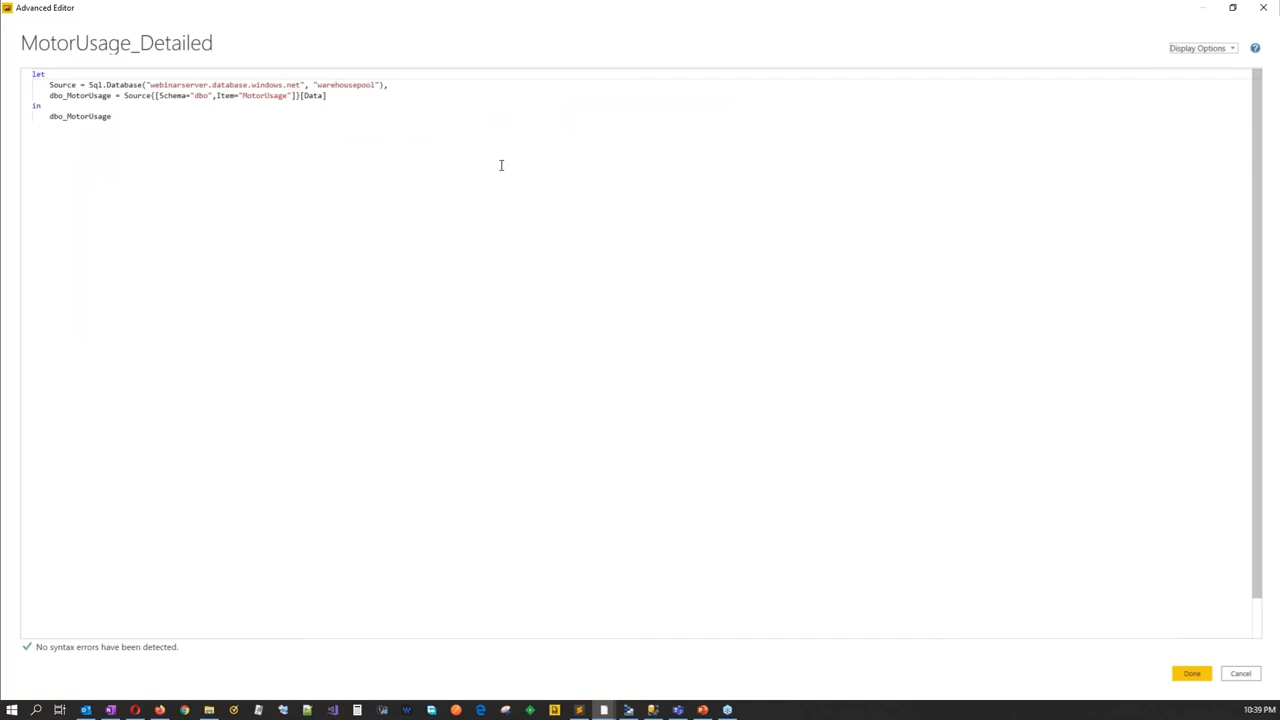 Advanced Editor
MotorUsage_Detailed
Display Options
let
Source = Sql.Database("webinarserver.database.windows.net", "warehousepool"),
dbo_MotorUsage = Source{[Schema="dbo",Item="MotorUsage"]}[Data]
in
dbo_MotorUsage
No syntax errors have been detected.
Done
Cancel
10:39 PM